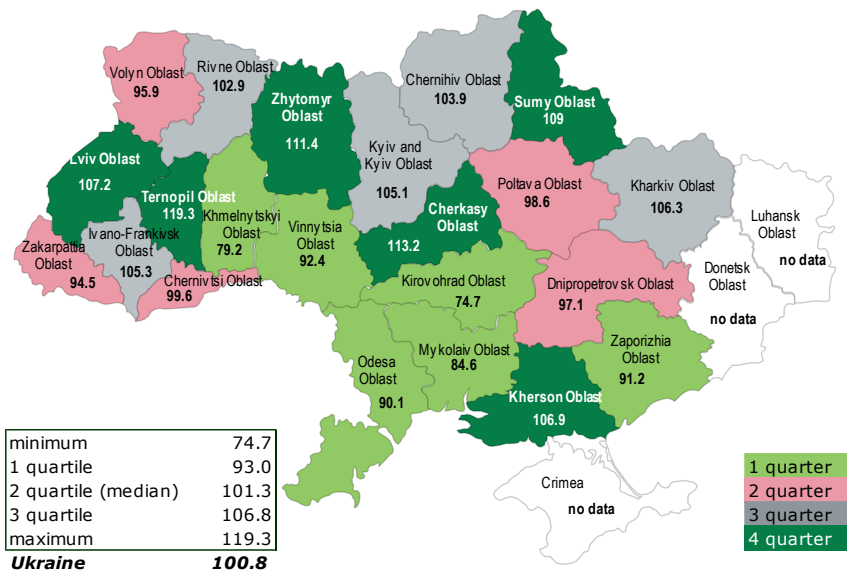 Volyn Oblast
95.9
Rivne Oblast
102.9
Zhytomyr
Oblast
111.4
Chernihiv Oblast
103.9
Sumy Oblast
109
Kyiv and
Kyiv Oblast
105.1
Lviv Oblast
107.2
Ternopil Oblast
119.3
Khmelnytskyi
Oblast
79.2
Vinnytsia
Oblast
92.4
Cherkasy
Oblast
113.2
Poltava Oblast
98.6
Kharkiv Oblast
106.3
Luhansk
Oblast
no data
Donetsk
Oblast
no data
Zakarpattia
Oblast
94.5
Ivano-Frankivsk
Oblast
105.3
Chernivtsi Oblast
99.6
Kirovohrad Oblast
74.7
Dnipropetrovsk Oblast
97.1
Zaporizhia
Oblast
91.2
Odesa
Oblast
90.1
Mykolaiv Oblast
84.6
Kherson Oblast
106.9
Crimea
no data
minimum 74.7
1 quartile 93.0
2 quartile (median) 101.3
3 quartile 106.8
maximum 119.3
Ukraine 100.8
1 quarter
2 quarter
3 quarter
4 quarter